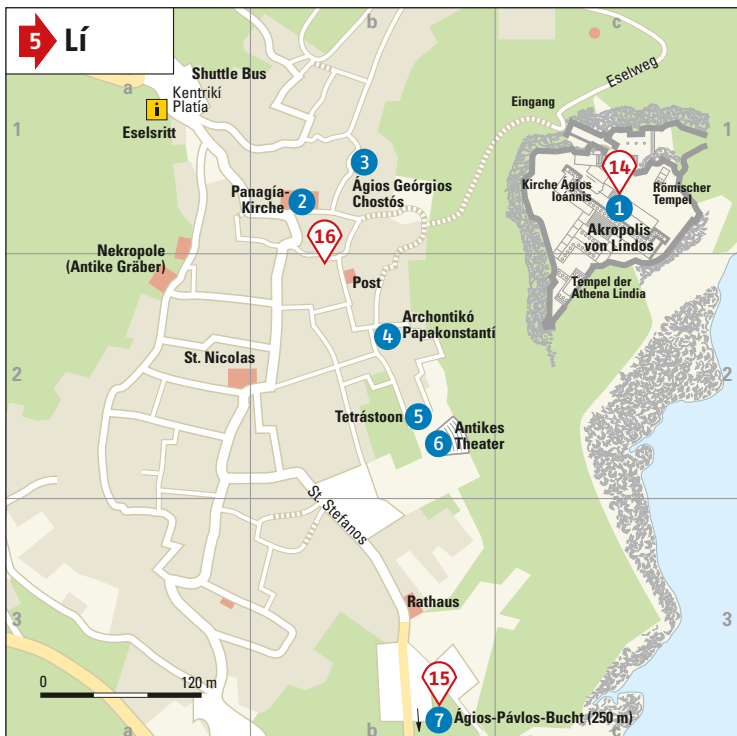 5 Lí
a
b
c
Shuttle Bus
Kentrikí
Platía
i
Eselsritt
1
1
Eselweg
Eingang
3
Ágios Geórgios
Chostós
Panagía-
Kirche
2
14
Kirche Agios
Ioánnis
Römischer
Tempel
1
Akropolis
von Lindos
16
Nekropole
(Antike Gräber)
Post
Tempel der
Athena Lindia
Archontikó
Papakonstantí
4
St. Nicolas
2
2
Tetrástoon
5
6
Antikes
Theater
St. Stefanos
Rathaus
3
3
0
120 m
15
7
Ágios-Pávlos-Bucht (250 m)
a
b
c